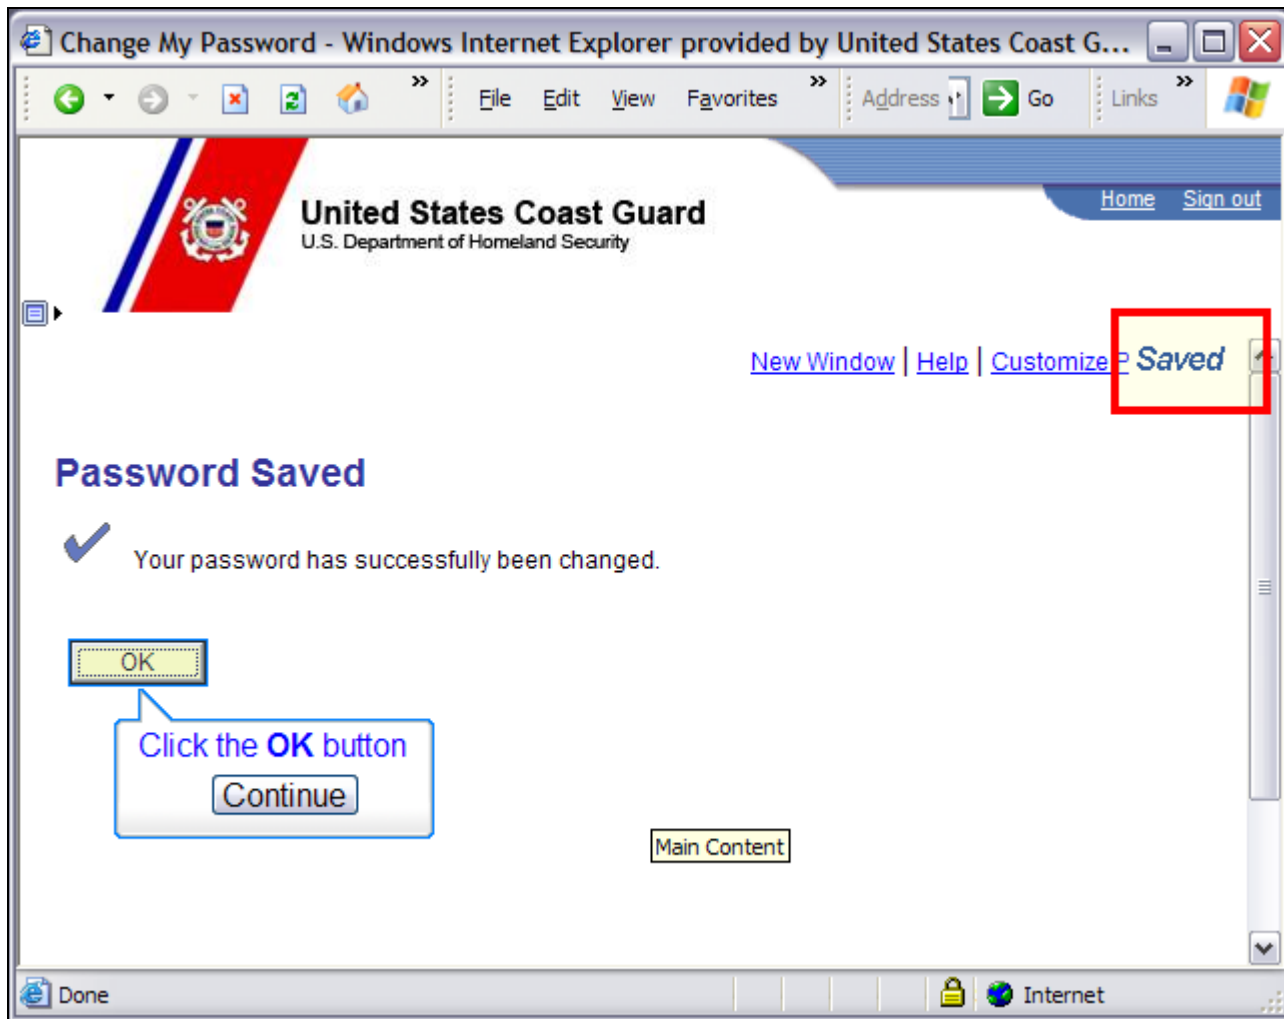 Change My Password - Windows Internet Explorer provided by United States Coast G...
» File Edit View Favorites » Address Go Links »
Home Sign out
United States Coast Guard
U.S. Department of Homeland Security
New Window | Help | Customize P Saved
Password Saved
Your password has successfully been changed.
OK
Click the OK button
Continue
Main Content
Done Internet